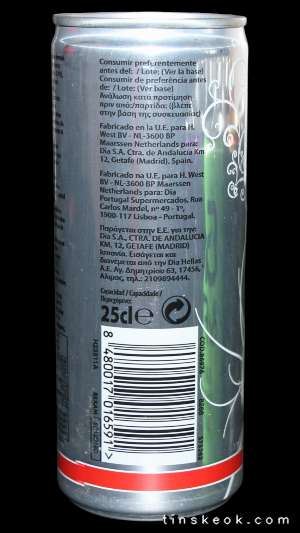 Consumir preferentemente
antes del: / Lote: (Ver la base)
Consumir de preferência antes
de: / Lote: (Ver a base)
Ανάλωση κατά προτίμηση
πριν από:/παρτίδα: (βλέπε
στην βάση της συσκευασίας)
Fabricado en la U.E. para H.
West BV - NL-3600 BP
Maarssen Netherlands para:
Dia S.A. Ctra. de Andalucía Km
12, Getafe (Madrid). Spain.
Fabricado na U.E. para H. West
BV - NL-3600 BP Maarssen
Netherlands para: Dia
Portugal Supermercados. Rua
Carlos Mardel, nº 49 - 1º,
1900-117 Lisboa - Portugal.
Παράγεται στην Ε.Ε. για την
Dia S.A., CTRA. DE ANDALUCIA
KM, 12, GETAFE (MADRID)
Ισπανία. Εισάγεται και
διανέμεται από την Dia Hellas
A.E. Αγ. Δημητρίου 63, 17456,
Αλιμος, τηλ.: 2109894444.
Capacidad / Capacidade /
Περιεχόμενο:
25cl e
8 480017 016591 >
tinskeok.com